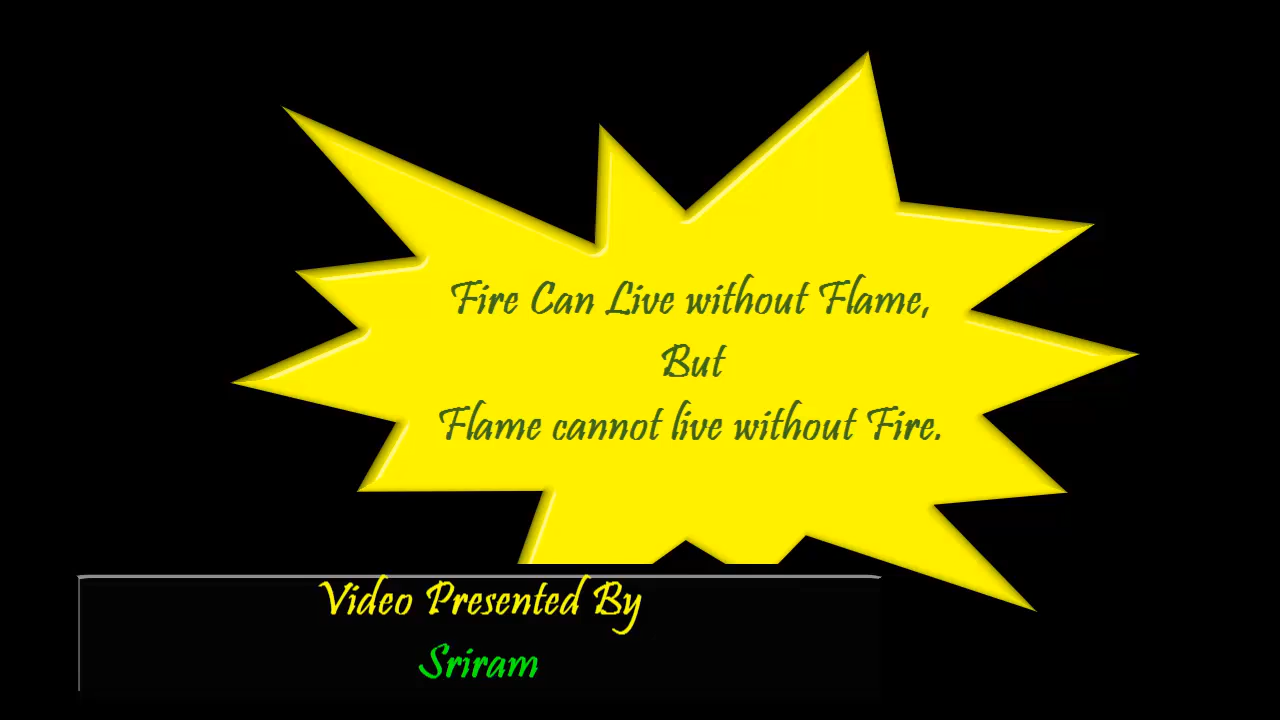 Fire Can Live without Flame,
But
Flame cannot live without Fire.
Video Presented By
Sriram